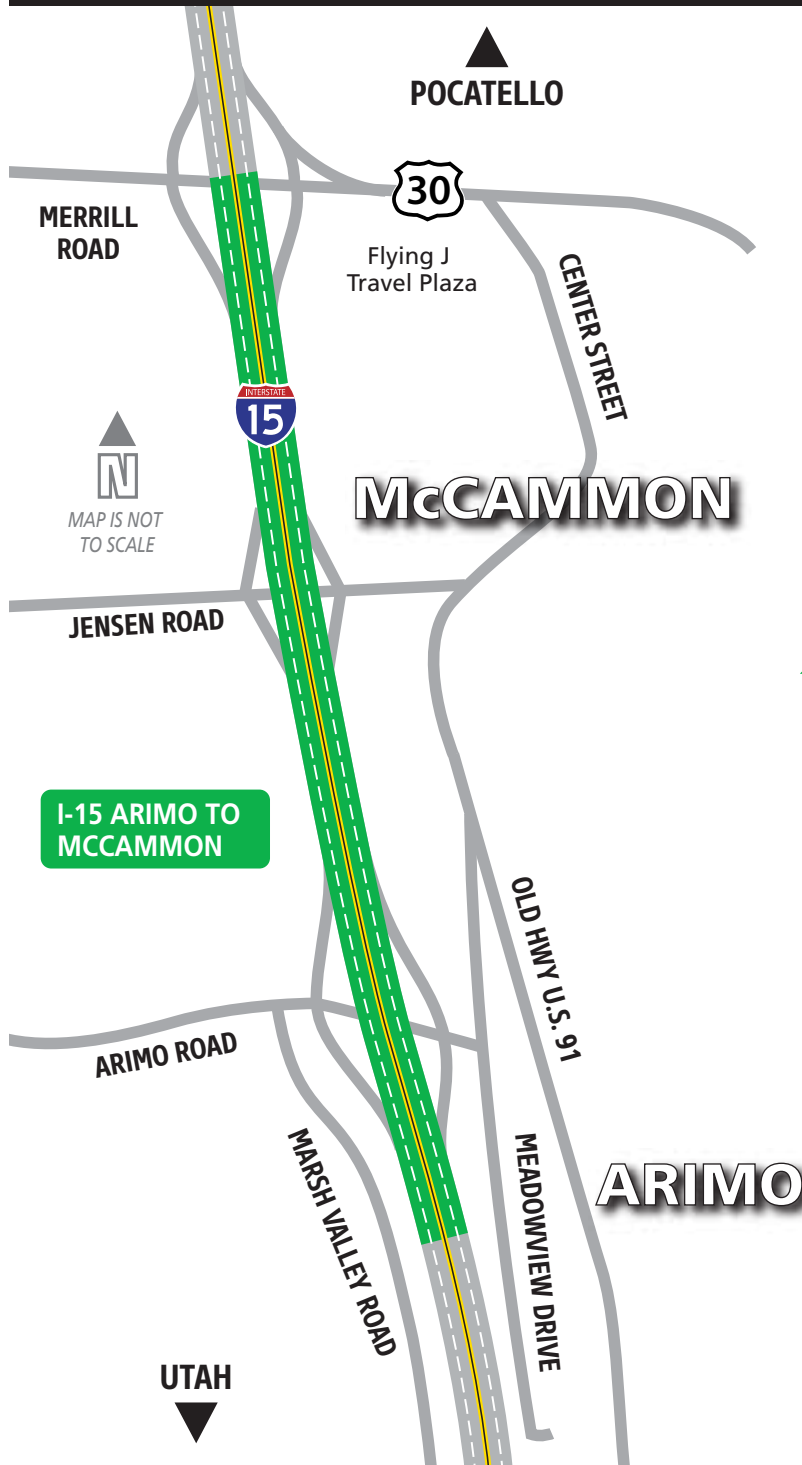 POCATELLO
30
MERRILL
ROAD
Flying J
Travel Plaza
CENTER STREET
INTERSTATE
15
N
MAP IS NOT
TO SCALE
McCAMMON
JENSEN ROAD
I-15 ARIMO TO
MCCAMMON
OLD HWY U.S. 91
ARIMO ROAD
MARSH VALLEY ROAD
MEADOWVIEW DRIVE
ARIMO
UTAH